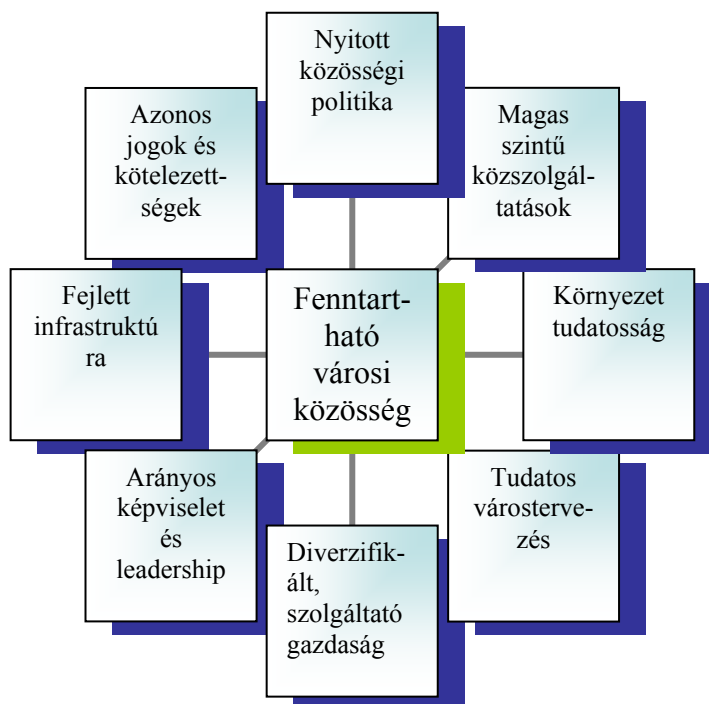 Nyitott
közösségi
politika
Azonos
jogok és
kötelezett-
ségek
Magas
szintű
közszolgál-
tatások
Fejlett
infrastruktú
ra
Fenntart-
ható
városi
közösség
Környezet
tudatosság
Arányos
képviselet
és
leadership
Diverzifik-
ált,
szolgáltató
gazdaság
Tudatos
városterve-
zés